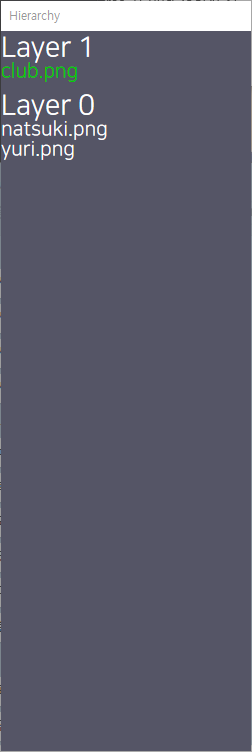 Hierarchy
Layer 1
club.png
Layer 0
natsuki.png
yuri.png